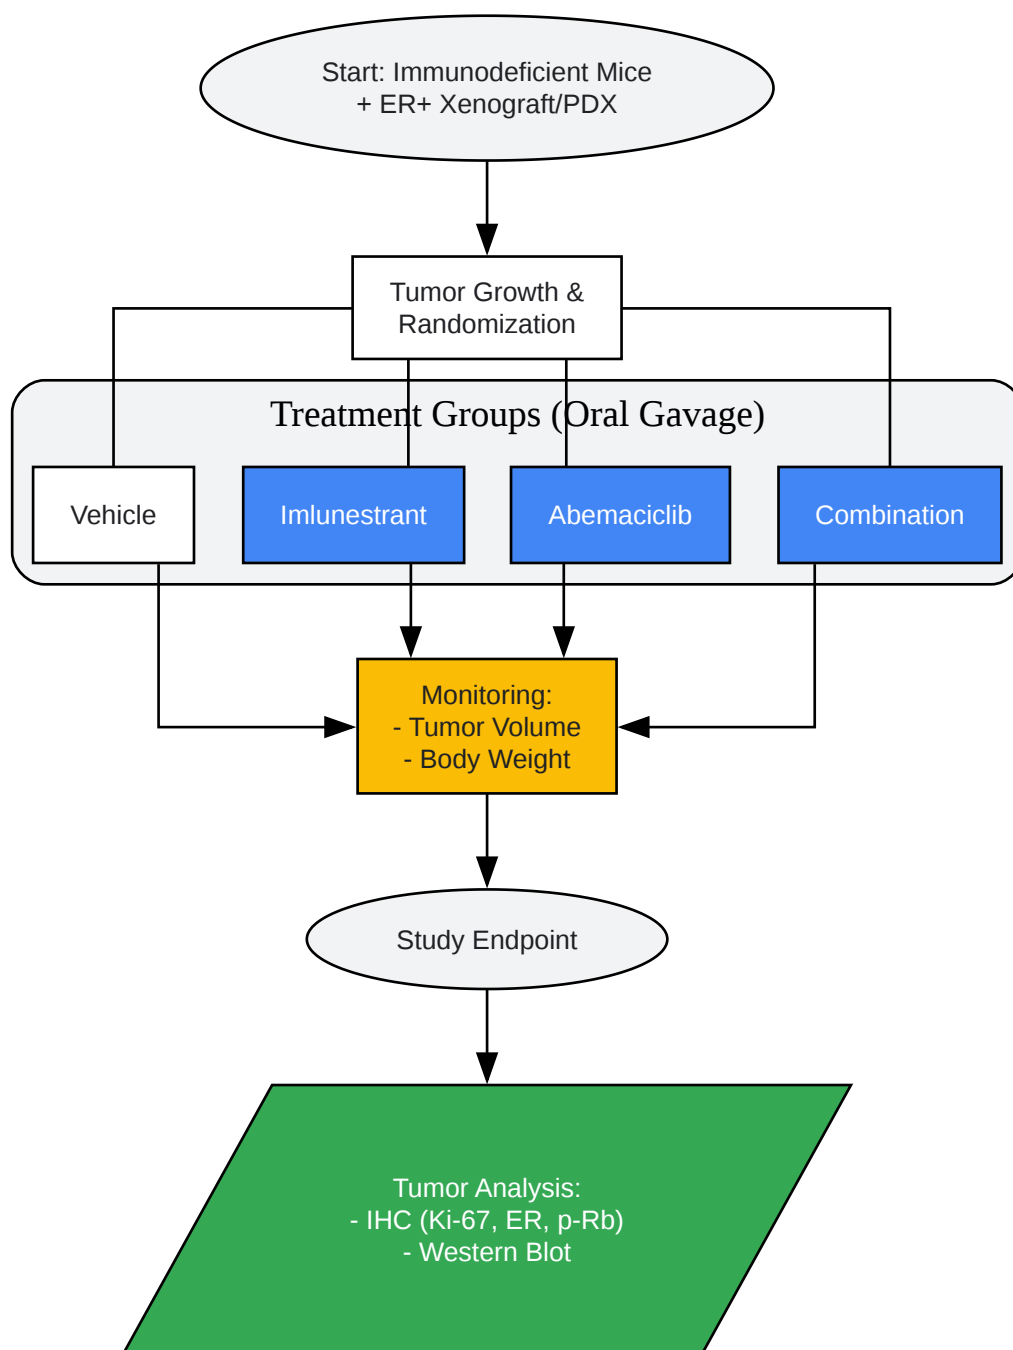 Start: Immunodeficient Mice
+ ER+ Xenograft/PDX
Tumor Growth &
Randomization
Treatment Groups (Oral Gavage)
Vehicle
Imlunestrant
Abemaciclib
Combination
Monitoring:
- Tumor Volume
- Body Weight
Study Endpoint
Tumor Analysis:
- IHC (Ki-67, ER, p-Rb)
- Western Blot